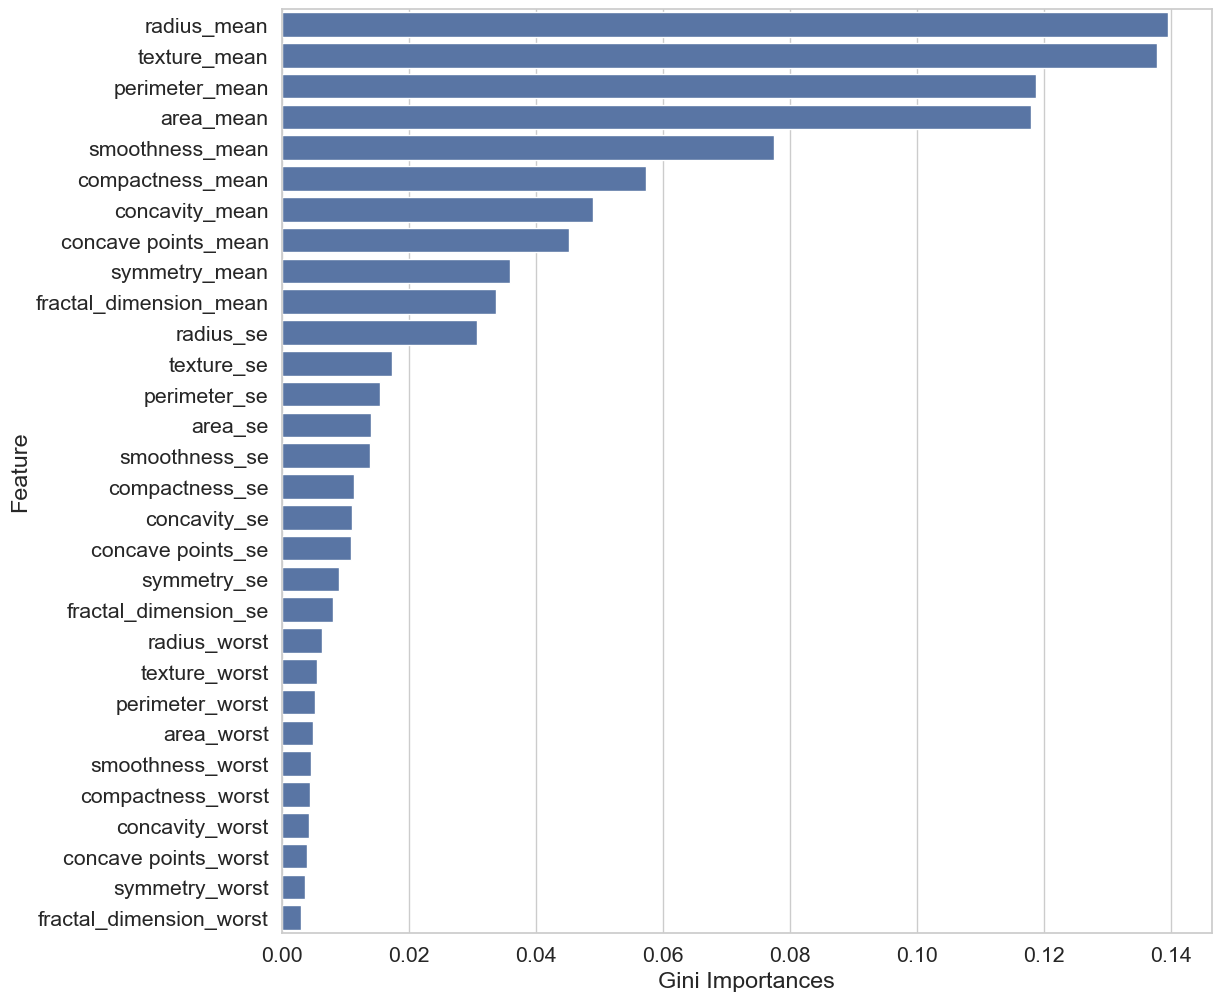 radius_mean
texture_mean
perimeter_mean
area_mean
smoothness_mean
compactness_mean
concavity_mean
concave points_mean
symmetry_mean
fractal_dimension_mean
radius_se
texture_se
perimeter_se
area_se
smoothness_se
compactness_se
concavity_se
concave points_se
symmetry_se
fractal_dimension_se
radius_worst
texture_worst
perimeter_worst
area_worst
smoothness_worst
compactness_worst
concavity_worst
concave points_worst
symmetry_worst
fractal_dimension_worst
Feature
0.00 0.02 0.04 0.06 0.08 0.10 0.12 0.14
Gini Importances